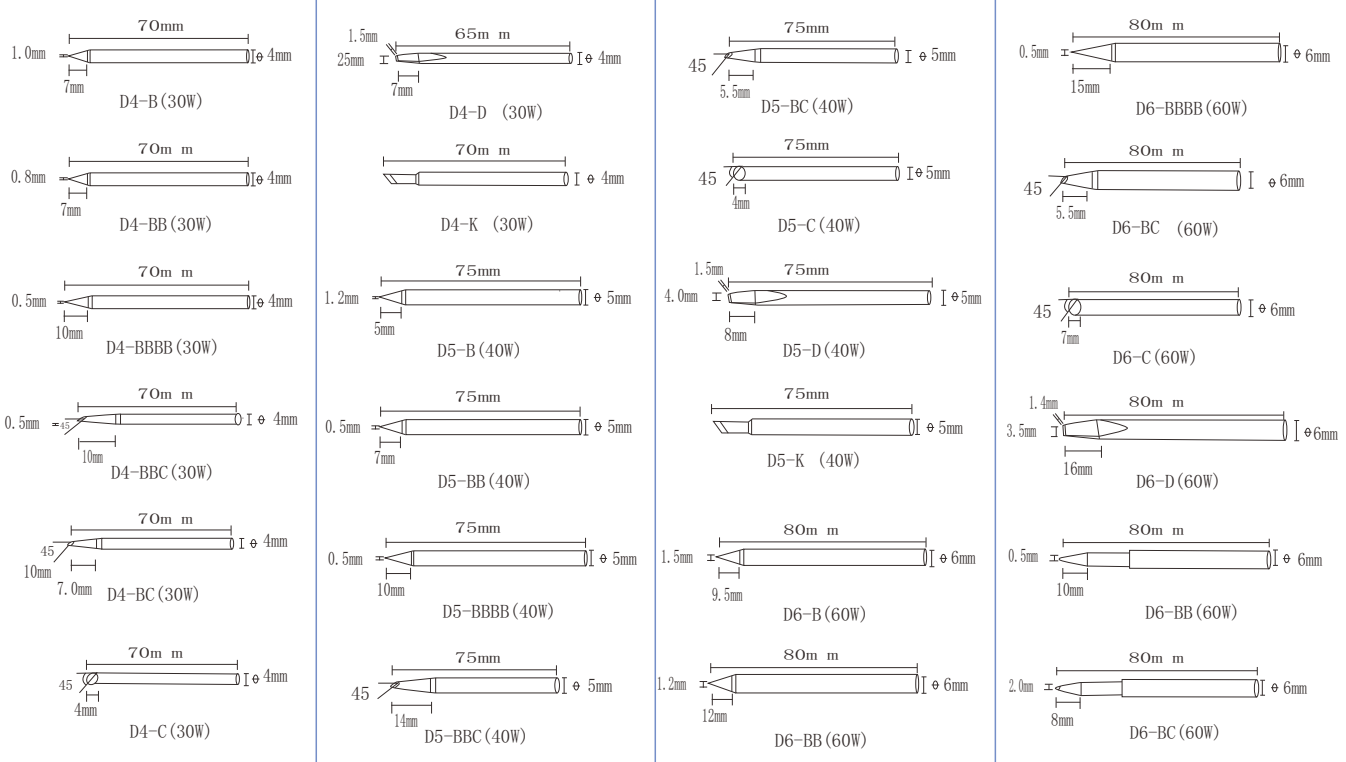 70mm
1.0mm
4mm
7mm
D4-B(30W)
70m m
0.8mm
4mm
7mm
D4-BB(30W)
70m m
0.5mm
4mm
10mm
D4-BBBB(30W)
70m m
0.5mm
45
4mm
10mm
D4-BBC(30W)
70m m
45
4mm
10mm
7.0mm
D4-BC(30W)
70m m
45
4mm
4mm
D4-C(30W)
1.5mm
65m m
25mm
4mm
7mm
D4-D (30W)
70m m
4mm
D4-K (30W)
75mm
1.2mm
5mm
5mm
D5-B(40W)
75mm
0.5mm
5mm
7mm
D5-BB(40W)
75mm
0.5mm
5mm
10mm
D5-BBBB(40W)
75mm
45
5mm
14mm
D5-BBC(40W)
75mm
45
5mm
5.5mm
D5-BC(40W)
75mm
45
5mm
4mm
D5-C(40W)
1.5mm
75mm
4.0mm
5mm
8mm
D5-D(40W)
75mm
5mm
D5-K (40W)
80m m
1.5mm
6mm
9.5mm
D6-B(60W)
80m m
1.2mm
6mm
12mm
D6-BB(60W)
80m m
0.5mm
6mm
15mm
D6-BBBB(60W)
80m m
45
6mm
5.5mm
D6-BC (60W)
80m m
45
6mm
7mm
D6-C(60W)
1.4mm
80m m
3.5mm
6mm
16mm
D6-D(60W)
80m m
0.5mm
6mm
10mm
D6-BB(60W)
80m m
2.0mm
6mm
8mm
D6-BC(60W)